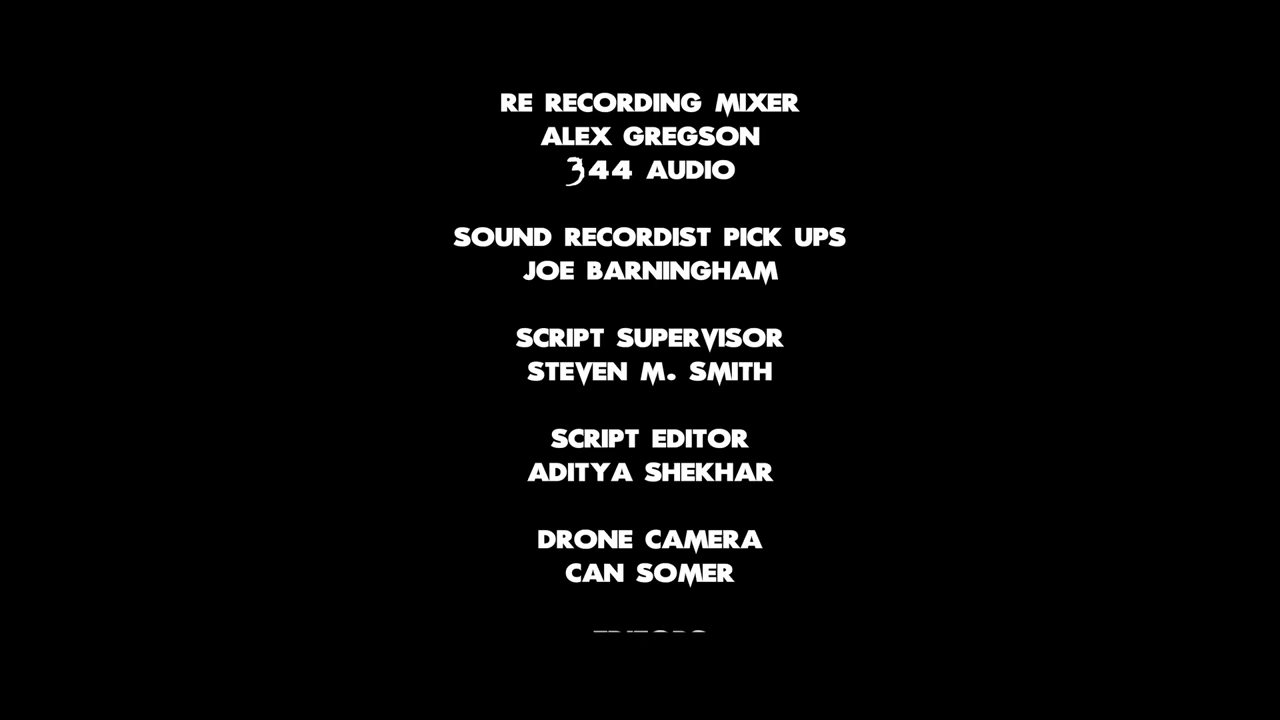 RE RECORDING MIXER
ALEX GREGSON
344 AUDIO
SOUND RECORDIST PICK UPS
JOE BARNINGHAM
SCRIPT SUPERVISOR
STEVEN M. SMITH
SCRIPT EDITOR
ADITYA SHEKHAR
DRONE CAMERA
CAN SOMER